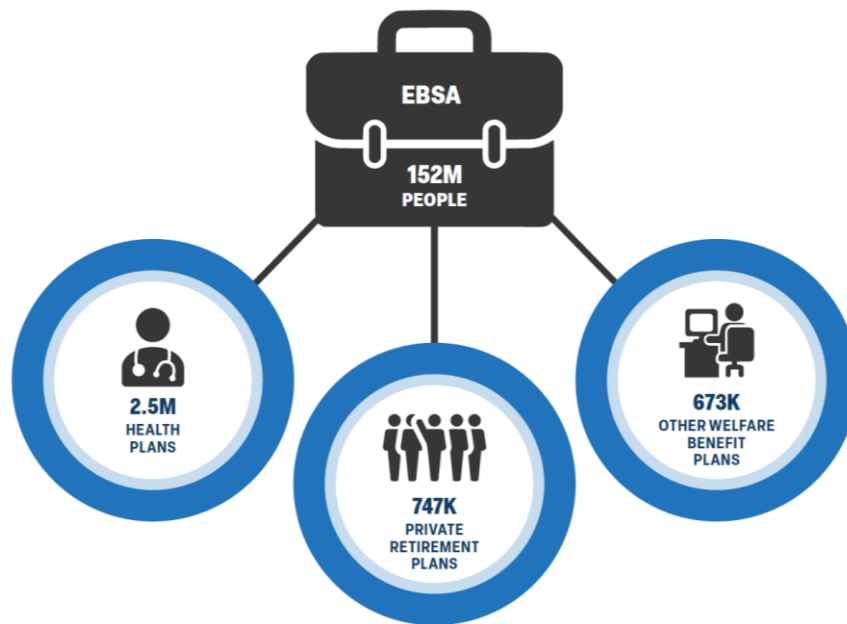 EBSA
152M
PEOPLE
2.5M
HEALTH
PLANS
747K
PRIVATE
RETIREMENT
PLANS
673K
OTHER WELFARE
BENEFIT
PLANS